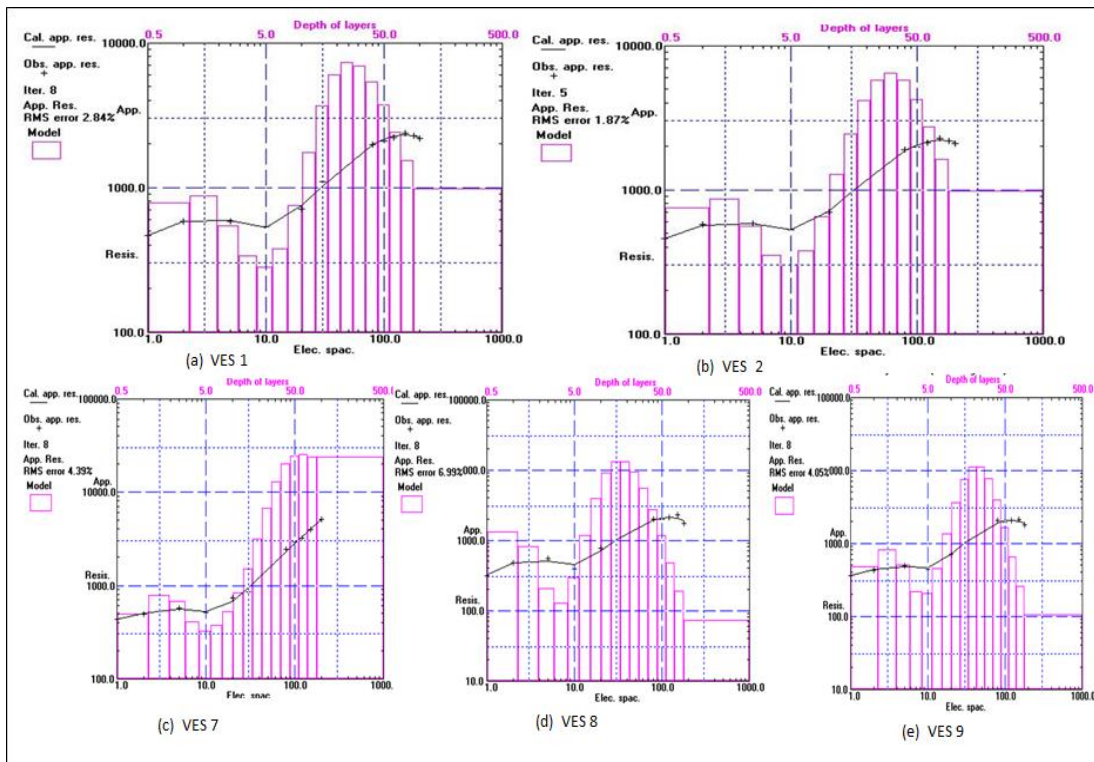 Depth of layers
0.5 5.0 50.0 500.0
Cal. app. res.
Obs. app. res.
Iter. 8
App. Res.
RMS error 2.84%
Model
10000.0
App.
1000.0
Resis.
100.0
1.0 10.0 100.0 1000.0
Elec. spac.
(a) VES 1
Depth of layers
0.5 5.0 50.0 500.0
Cal. app. res.
Obs. app. res.
Iter. 5
App. Res.
RMS error 1.87%
Model
10000.0
App.
1000.0
Resis.
100.0
1.0 10.0 100.0 1000.0
Elec. spac.
(b) VES 2
Depth of layers
0.5 5.0 50.0 500.0
Cal. app. res.
Obs. app. res.
Iter. 8
App. Res.
RMS error 4.39%
Model
100000.0
App.
10000.0
1000.0
Resis.
100.0
1.0 10.0 100.0 1000.0
Elec. spac.
(c) VES 7
Depth of layers
0.5 5.0 50.0 500.0
Cal. app. res.
Obs. app. res.
Iter. 8
App. Res.
RMS error 6.99%
Model
100000.0
App.
1000.0
Resis.
100.0
10.0
1.0 10.0 100.0 1000.0
Elec. spac.
(d) VES 8
Depth of layers
0.5 5.0 50.0 500.0
Cal. app. res.
Obs. app. res.
Iter. 8
App. Res.
RMS error 4.05%
Model
100000.0
App.
1000.0
Resis.
100.0
10.0
1.0 10.0 100.0 1000.0
Elec. spac.
(e) VES 9